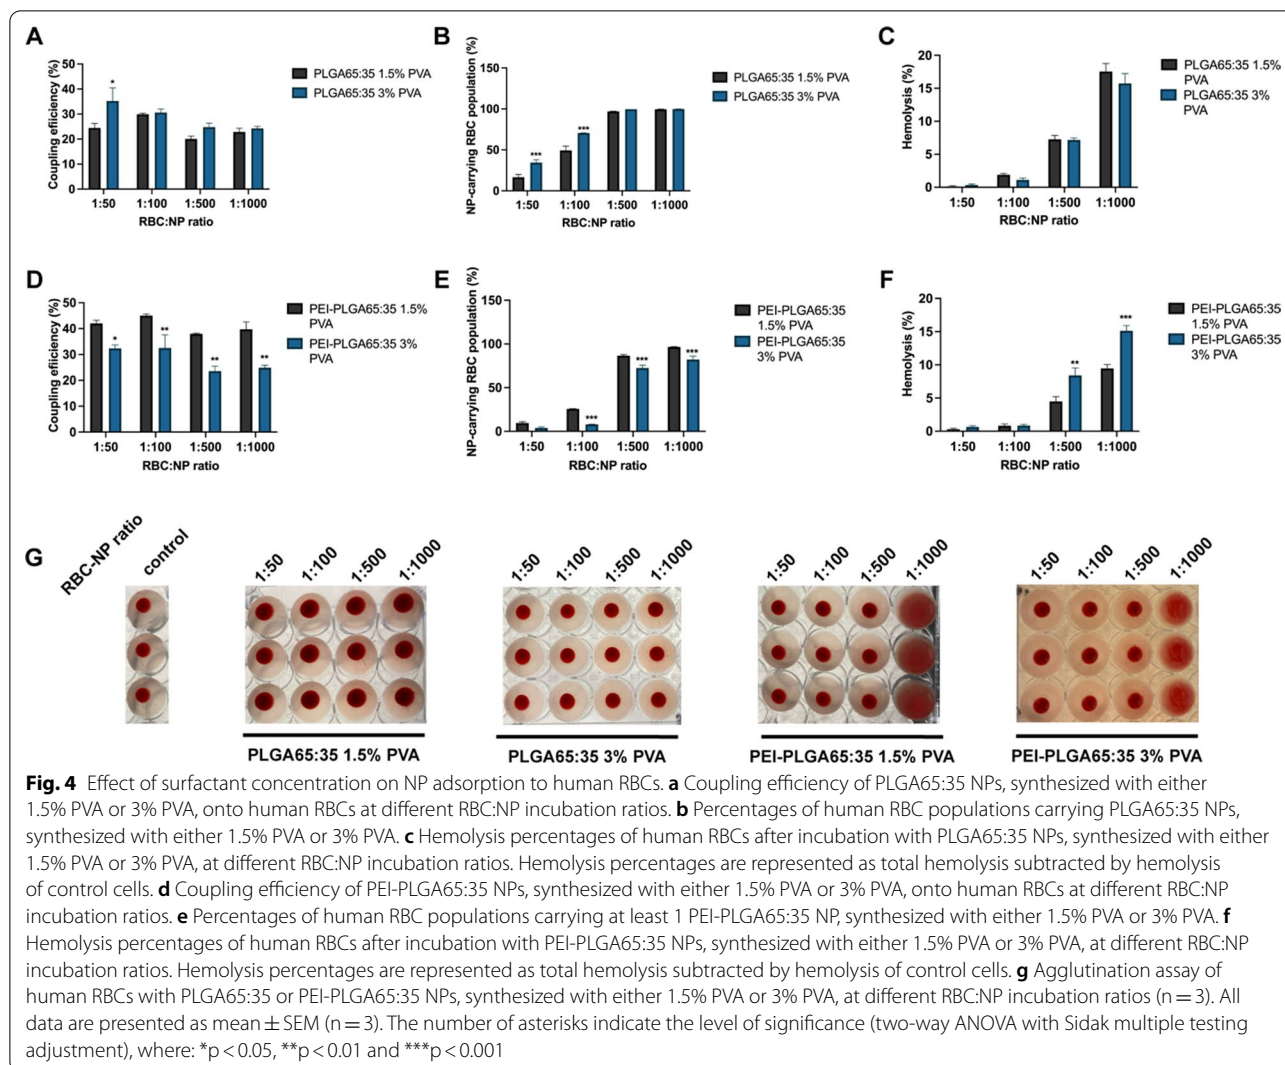 A
Coupling efiiciency (%)
50
40
30
20
10
0
*
1:50 1:100 1:500 1:1000
RBC:NP ratio
PLGA65:35 1.5% PVA
PLGA65:35 3% PVA
B
NP-carrying RBC population (%)
150
100
50
0
*** ***
1:50 1:100 1:500 1:1000
RBC:NP ratio
PLGA65:35 1.5% PVA
PLGA65:35 3% PVA
C
Hemolysis (%)
20
15
10
5
0
1:50 1:100 1:500 1:1000
RBC:NP ratio
PLGA65:35 1.5%
PVA
PLGA65:35 3%
PVA
D
Coupling efiiciency (%)
50
40
30
20
10
0
* ** ** **
1:50 1:100 1:500 1:1000
RBC:NP ratio
PEI-PLGA65:35 1.5%
PVA
PEI-PLGA65:35 3%
PVA
E
NP-carrying RBC population (%)
150
100
50
0
*** *** ***
1:50 1:100 1:500 1:1000
RBC:NP ratio
PEI-PLGA65:35
1.5% PVA
PEI-PLGA65:35
3% PVA
F
Hemolysis (%)
20
15
10
5
0
** ***
1:50 1:100 1:500 1:1000
RBC:NP ratio
PEI-PLGA65:35
1.5% PVA
PEI-PLGA65:35
3% PVA
G
RBC-NP ratio
control
1:50 1:100 1:500 1:1000
PLGA65:35 1.5% PVA
1:50 1:100 1:500 1:1000
PLGA65:35 3% PVA
1:50 1:100 1:500 1:1000
PEI-PLGA65:35 1.5% PVA
1:50 1:100 1:500 1:1000
PEI-PLGA65:35 3% PVA
Fig. 4 Effect of surfactant concentration on NP adsorption to human RBCs. a Coupling efficiency of PLGA65:35 NPs, synthesized with either
1.5% PVA or 3% PVA, onto human RBCs at different RBC:NP incubation ratios. b Percentages of human RBC populations carrying PLGA65:35 NPs,
synthesized with either 1.5% PVA or 3% PVA. c Hemolysis percentages of human RBCs after incubation with PLGA65:35 NPs, synthesized with either
1.5% PVA or 3% PVA, at different RBC:NP incubation ratios. Hemolysis percentages are represented as total hemolysis subtracted by hemolysis
of control cells. d Coupling efficiency of PEI-PLGA65:35 NPs, synthesized with either 1.5% PVA or 3% PVA, onto human RBCs at different RBC:NP
incubation ratios. e Percentages of human RBC populations carrying at least 1 PEI-PLGA65:35 NP, synthesized with either 1.5% PVA or 3% PVA. f
Hemolysis percentages of human RBCs after incubation with PEI-PLGA65:35 NPs, synthesized with either 1.5% PVA or 3% PVA, at different RBC:NP
incubation ratios. Hemolysis percentages are represented as total hemolysis subtracted by hemolysis of control cells. g Agglutination assay of
human RBCs with PLGA65:35 or PEI-PLGA65:35 NPs, synthesized with either 1.5% PVA or 3% PVA, at different RBC:NP incubation ratios (n = 3). All
data are presented as mean ± SEM (n = 3). The number of asterisks indicate the level of significance (two-way ANOVA with Sidak multiple testing
adjustment), where: *p < 0.05, **p < 0.01 and ***p < 0.001